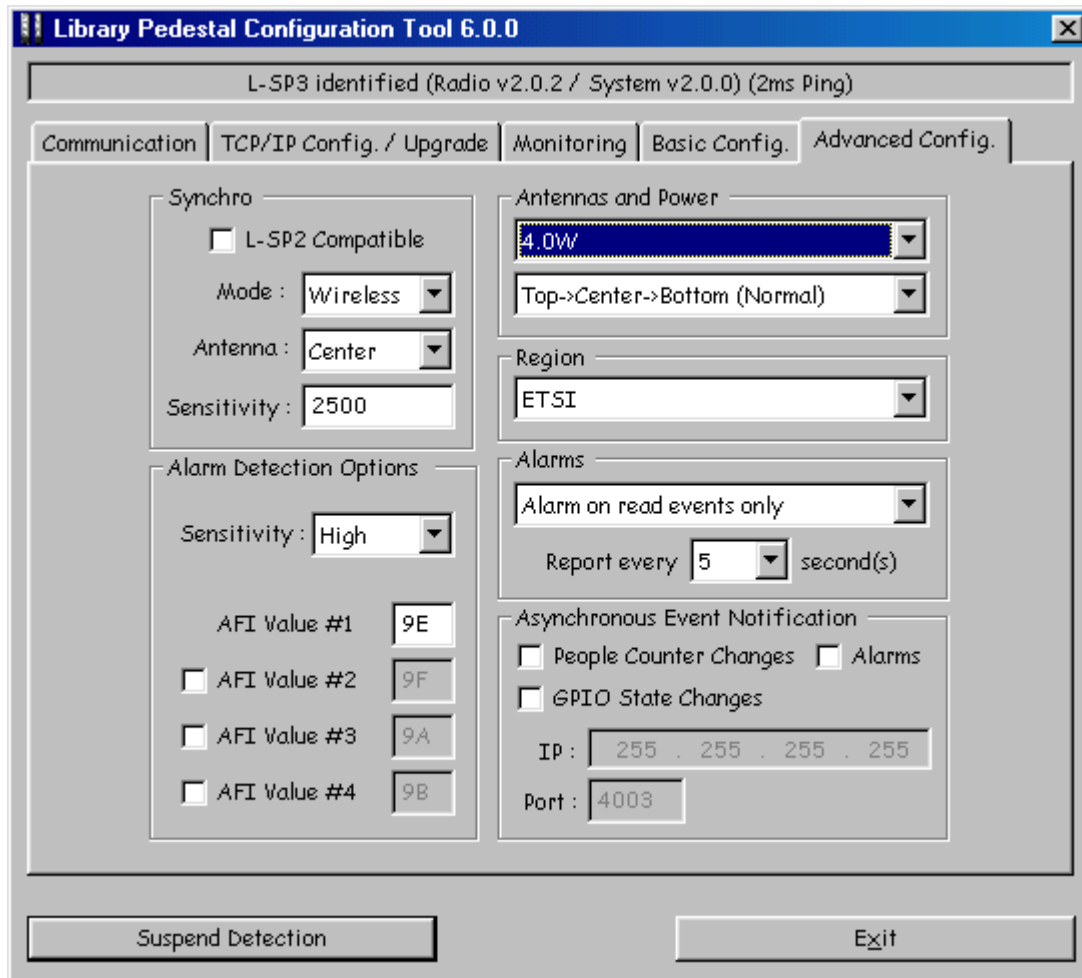 Library Pedestal Configuration Tool 6.0.0
L-SP3 identified (Radio v2.0.2 / System v2.0.0) (2ms Ping)
Communication
TCP/IP Config. / Upgrade
Monitoring
Basic Config.
Advanced Config.
Synchro
L-SP2 Compatible
Mode : Wireless
Antenna : Center
Sensitivity : 2500
Alarm Detection Options
Sensitivity : High
AFI Value #1 9E
AFI Value #2 9F
AFI Value #3 9A
AFI Value #4 9B
Antennas and Power
4.0W
Top->Center->Bottom (Normal)
Region
ETSI
Alarms
Alarm on read events only
Report every 5 second(s)
Asynchronous Event Notification
People Counter Changes Alarms
GPIO State Changes
IP : 255 . 255 . 255 . 255
Port : 4003
Suspend Detection
Exit